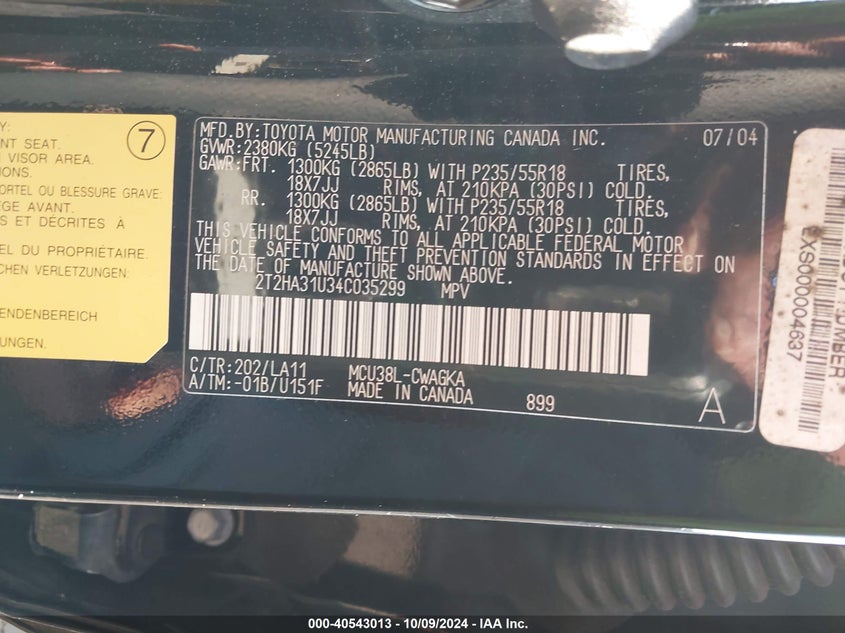 Y:
NT SEAT.
VISOR AREA.
IONS.
7
PORTEL OU BLESSURE GRAVE:
ÈGE AVANT.
S ET DÉCRITES À
EL DU PROPRIÉTAIRE.
CHEN VERLETZUNGEN:
ENDENBEREICH
UNGEN.
MFD.BY:TOYOTA MOTOR MANUFACTURING CANADA INC. 07/04
GVWR:2380KG (5245LB)
GAWR:FRT. 1300KG (2865LB) WITH P235/55R18 TIRES,
18X7JJ RIMS, AT 210KPA (30PSI) COLD.
RR. 1300KG (2865LB) WITH P235/55R18 TIRES,
18X7JJ RIMS, AT 210KPA (30PSI) COLD.
THIS VEHICLE CONFORMS TO ALL APPLICABLE FEDERAL MOTOR
VEHICLE SAFETY AND THEFT PREVENTION STANDARDS IN EFFECT ON
THE DATE OF MANUFACTURE SHOWN ABOVE.
2T2HA31U34C035299 MPV
C/TR:202/LA11 MCU38L-CWAGKA
A/TM:-01B/U151F MADE IN CANADA 899
A
EXS000004637
000-40543013 - 10/09/2024 - IAA Inc.